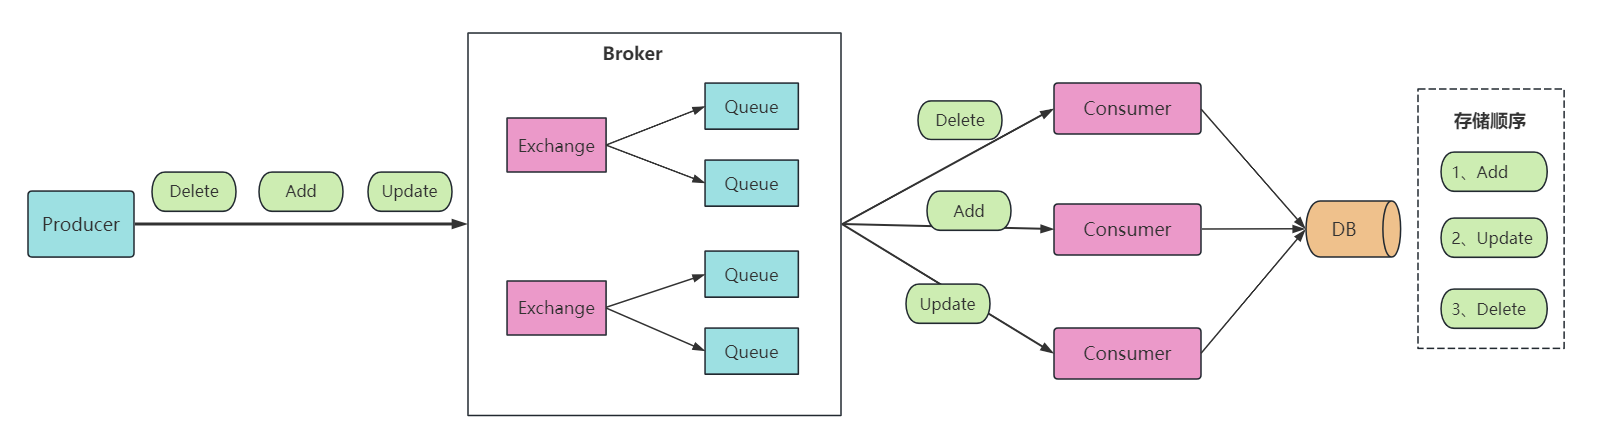 Broker
Producer
Delete
Add
Update
Exchange
Queue
Queue
Exchange
Queue
Queue
Delete
Add
Update
Consumer
Consumer
Consumer
DB
存储顺序
1、Add
2、Update
3、Delete